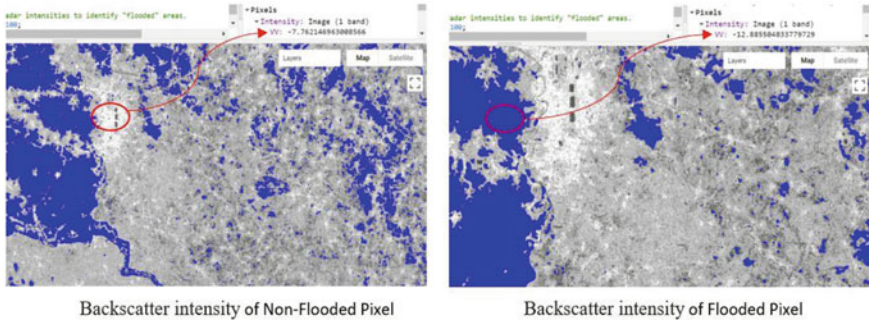 adar intensities to identify "flooded" areas.
100;
▾Pixels
▾Intensity: Image (1 band)
VV: -7.762146963008566
Layers
Map
Satellite
Backscatter intensity of Non-Flooded Pixel
adar intensities to identify "flooded" areas.
100;
▾Pixels
▾Intensity: Image (1 band)
VV: -12.885504833779729
Layers
Map
Satellite
Backscatter intensity of Flooded Pixel